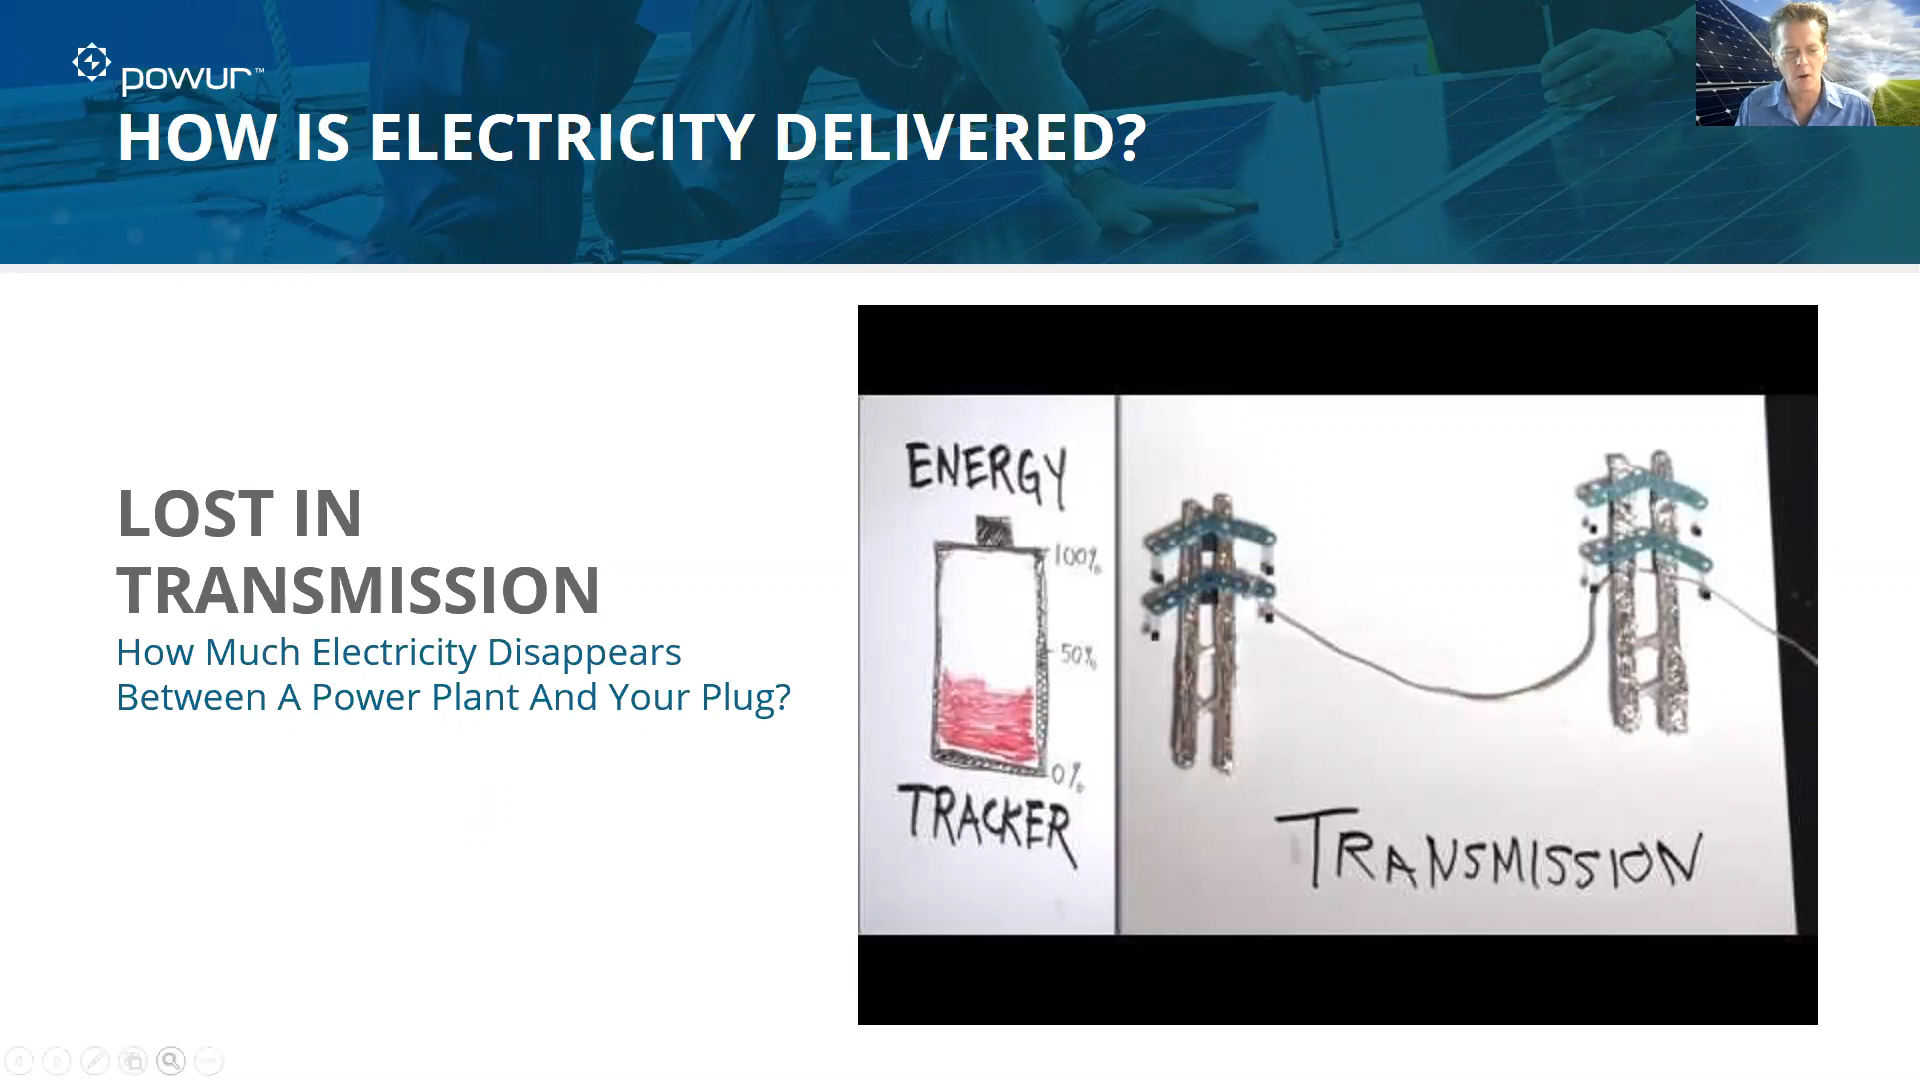 powur™
HOW IS ELECTRICITY DELIVERED?
LOST IN
TRANSMISSION
How Much Electricity Disappears
Between A Power Plant And Your Plug?
ENERGY
100%
50%
0%
TRACKER
TRANSMISSION